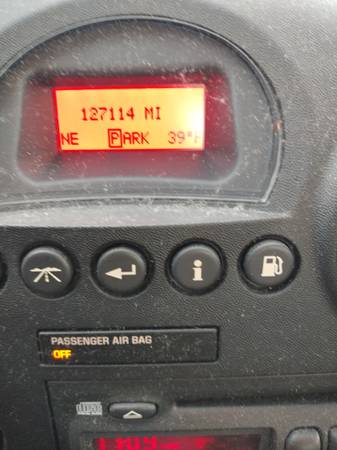 127114 MI
NE PARK 39°F
i
PASSENGER AIR BAG
OFF